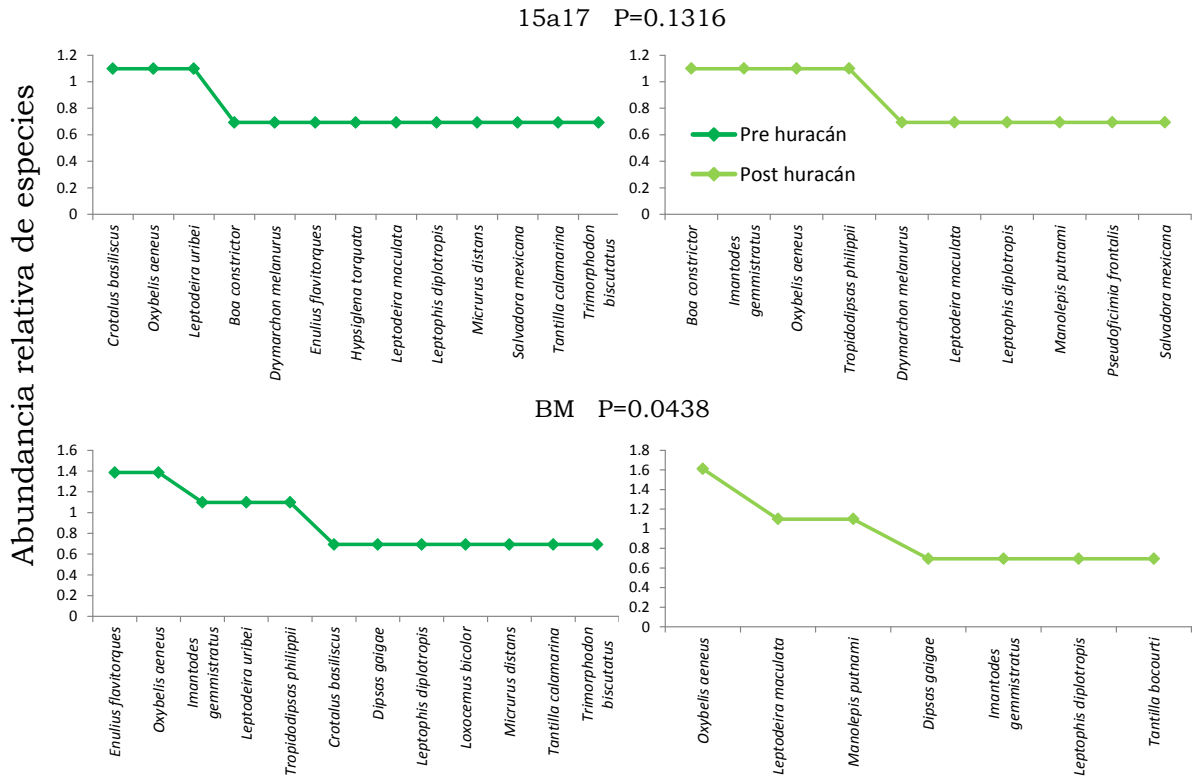 15a17 P=0.1316
Abundancia relativa de especies
1.2
1
0.8
0.6
0.4
0.2
0
Crotalus basiliscus
Oxybelis aeneus
Leptodeira uribei
Boa constrictor
Drymarchon melanurus
Enulius flavitorques
Hypsiglena torquata
Leptodeira maculata
Leptophis diplotropis
Micrurus distans
Salvadora mexicana
Tantilla calamarina
Trimorphodon
biscutatus
1.2
1
0.8
0.6
0.4
0.2
0
Pre huracán
Post huracán
Boa constrictor
Imantodes
gemmistratus
Oxybelis aeneus
Tropidodipsas philippii
Drymarchon melanurus
Leptodeira maculata
Leptophis diplotropis
Manolepis putnami
Pseudoficimia frontalis
Salvadora mexicana
BM P=0.0438
1.6
1.4
1.2
1
0.8
0.6
0.4
0.2
0
Enulius flavitorques
Oxybelis aeneus
Imantodes
gemmistratus
Leptodeira uribei
Tropidodipsas philippii
Crotalus basiliscus
Dipsas gaigae
Leptophis diplotropis
Loxocemus bicolor
Micrurus distans
Tantilla calamarina
Trimorphodon
biscutatus
1.8
1.6
1.4
1.2
1
0.8
0.6
0.4
0.2
0
Oxybelis aeneus
Leptodeira maculata
Manolepis putnami
Dipsas gaigae
Imantodes
gemmistratus
Leptophis diplotropis
Tantilla bocourti